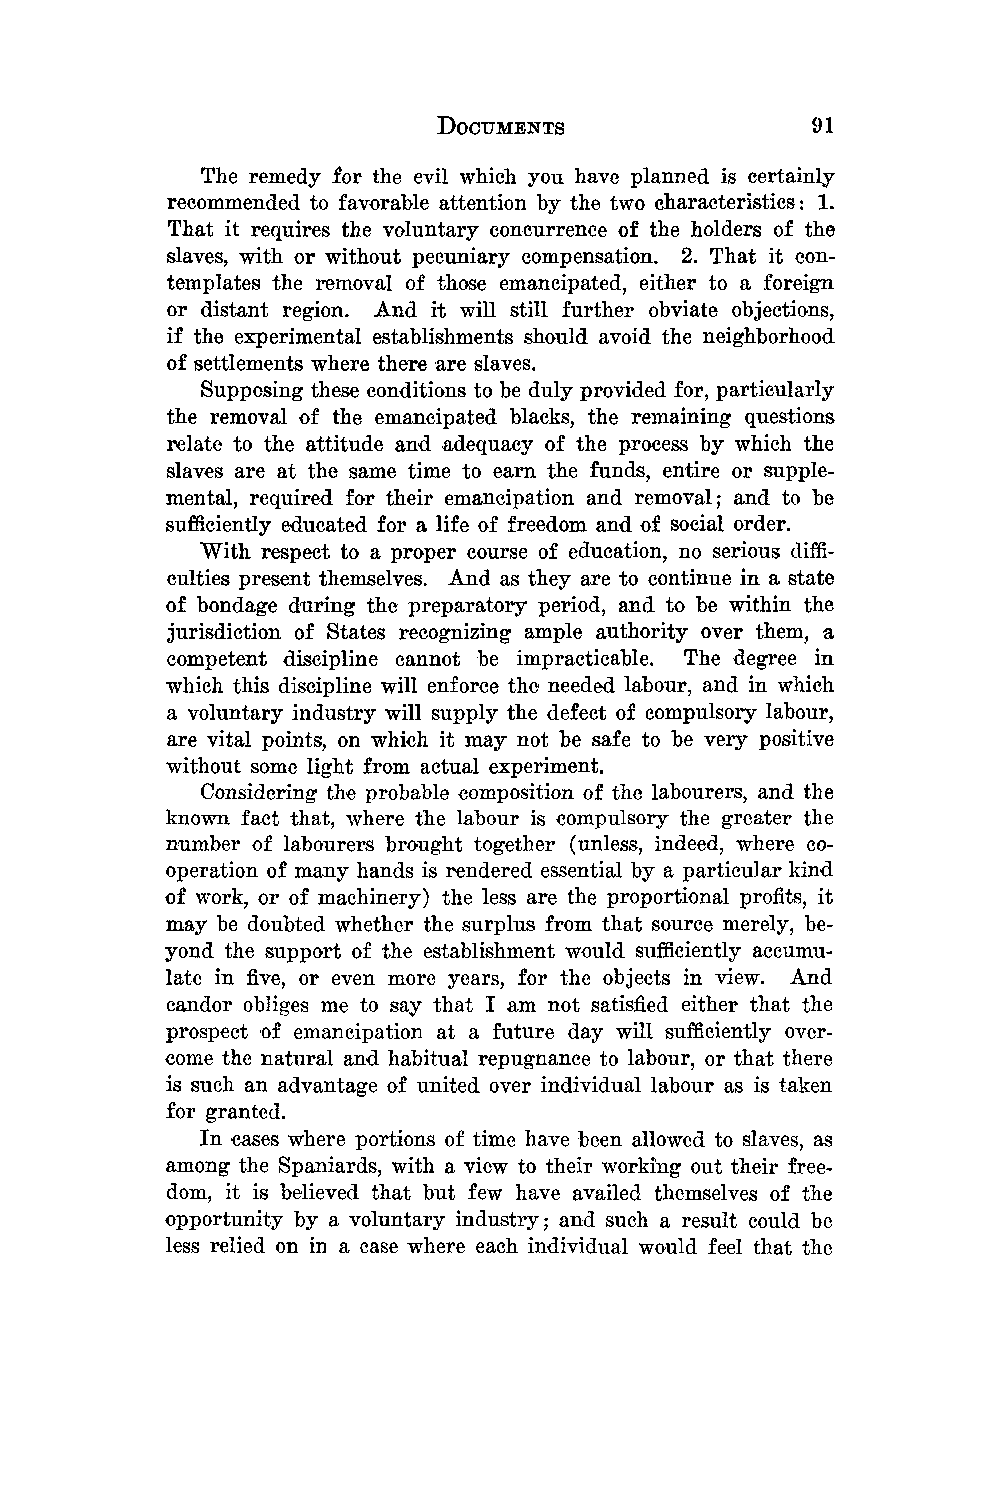 DOCUMENTS 91
The remedy for the evil which you have planned is certainly
recommended to favorable attention by the two characteristics: 1.
That it requires the voluntary concurrence of the holders of the
slaves, with or without pecuniary compensation. 2. That it con-
templates the removal of those emancipated, either to a foreign
or distant region. And it will still further obviate objections,
if the experimental establishments should avoid the neighborhood
of settlements where there are slaves.
Supposing these conditions to be duly provided for, particularly
the removal of the emancipated blacks, the remaining questions
relate to the attitude and adequacy of the process by which the
slaves are at the same time to earn the funds, entire or supple-
mental, required for their emancipation and removal; and to be
sufficiently educated for a life of freedom and of social order.
With respect to a proper course of education, no serious diffi-
culties present themselves. And as they are to continue in a state
of bondage during the preparatory period, and to be within the
jurisdiction of States recognizing ample authority over them, a
competent discipline cannot be impracticable. The degree in
which this discipline will enforce the needed labour, and in which
a voluntary industry will supply the defect of compulsory labour,
are vital points, on which it may not be safe to be very positive
without some light from actual experiment.
Considering the probable composition of the labourers, and the
known fact that, where the labour is compulsory the greater the
number of labourers brought together (unless, indeed, where co-
operation of many hands is rendered essential by a particular kind
of work, or of machinery) the less are the proportional profits, it
may be doubted whether the surplus from that source merely, be-
yond the support of the establishment would sufficiently accumu-
late in five, or even more years, for the objects in view. And
candor obliges me to say that I am not satisfied either that the
prospect of emancipation at a future day will sufficiently over-
come the natural and habitual repugnance to labour, or that there
is such an advantage of united over individual labour as is taken
for granted.
In cases where portions of time have been allowed to slaves, as
among the Spaniards, with a view to their working out their free-
dom, it is believed that but few have availed themselves of the
opportunity by a voluntary industry; and such a result could be
less relied on in a case where each individual would feel that the